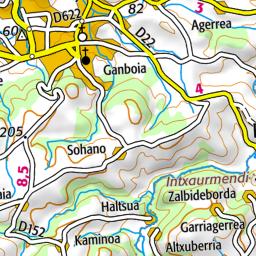 D622
82
3
60
Agerrea
D22
Ganboia
4
205.
Sohano
8,5
Intxaurmendi
Zalbideborda
Haltsua
D152
Garriagerrea
Kaminoa
Altxuberria